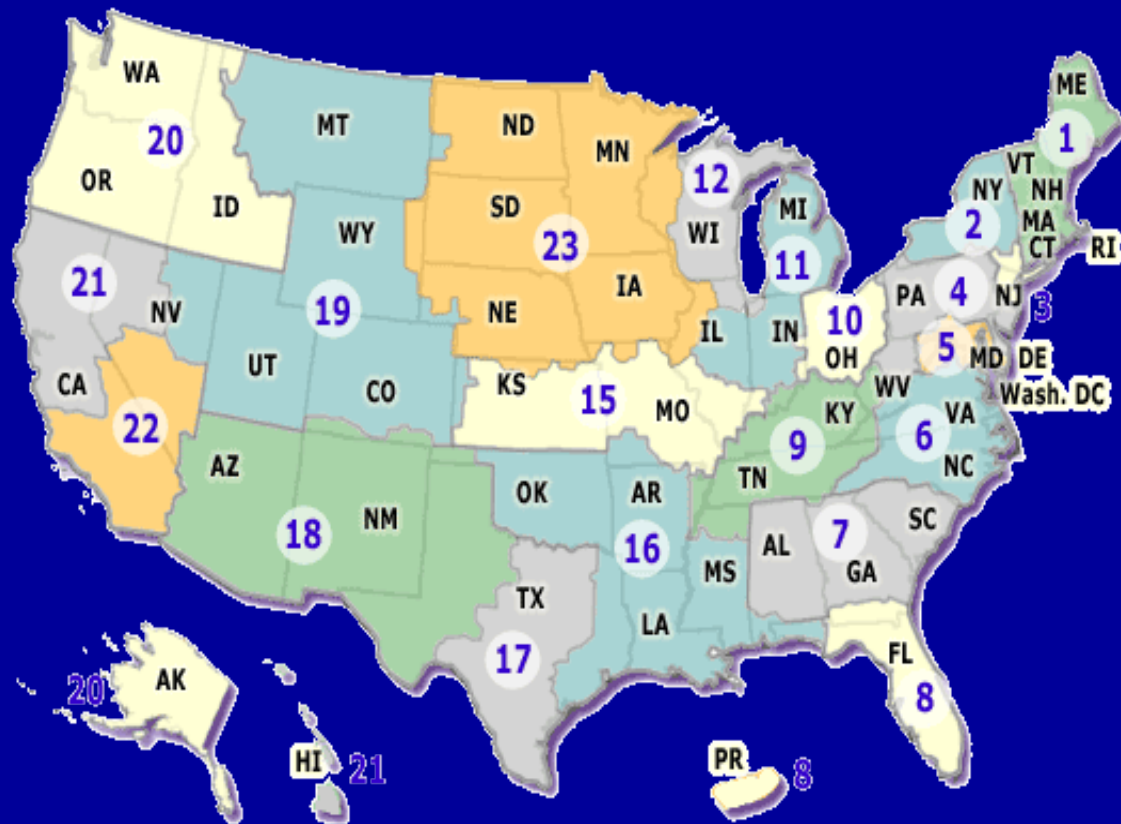 ME
WA
1
MT
ND
20
MN
VT
12
NY
NH
OR
ID
SD
MI
MA
2
WY
WI
CT
RI
23
11
21
IA
PA
4
NJ
3
NV
19
NE
IL
IN
10
5
OH
MD
DE
UT
CA
CO
KS
15
MO
WV
Wash. DC
KY
VA
22
9
6
AZ
TN
NC
OK
AR
NM
SC
18
16
AL
7
MS
GA
TX
LA
17
FL
AK
20
8
HI
21
PR
8